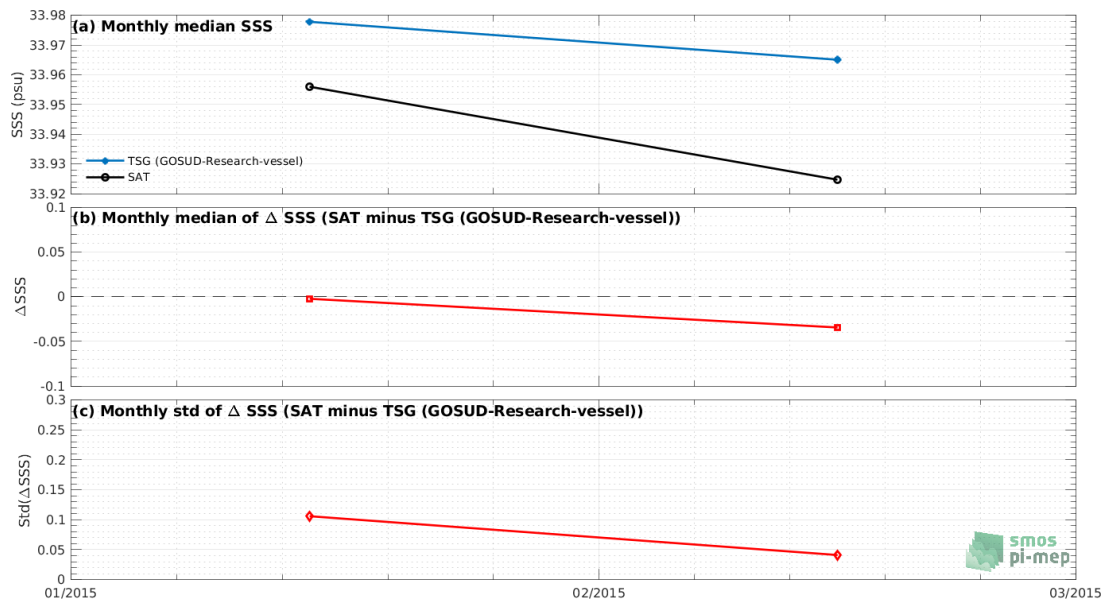 (a) Monthly median SSS
33.98
33.97
33.96
33.95
33.94
33.93
33.92
SSS (psu)
TSG (GOSUD-Research-vessel)
SAT
(b) Monthly median of Δ SSS (SAT minus TSG (GOSUD-Research-vessel))
0.1
0.05
0
-0.05
-0.1
ΔSSS
(c) Monthly std of Δ SSS (SAT minus TSG (GOSUD-Research-vessel))
0.3
0.25
0.2
0.15
0.1
0.05
0
Std(ΔSSS)
smos
pi-mep
01/2015
02/2015
03/2015